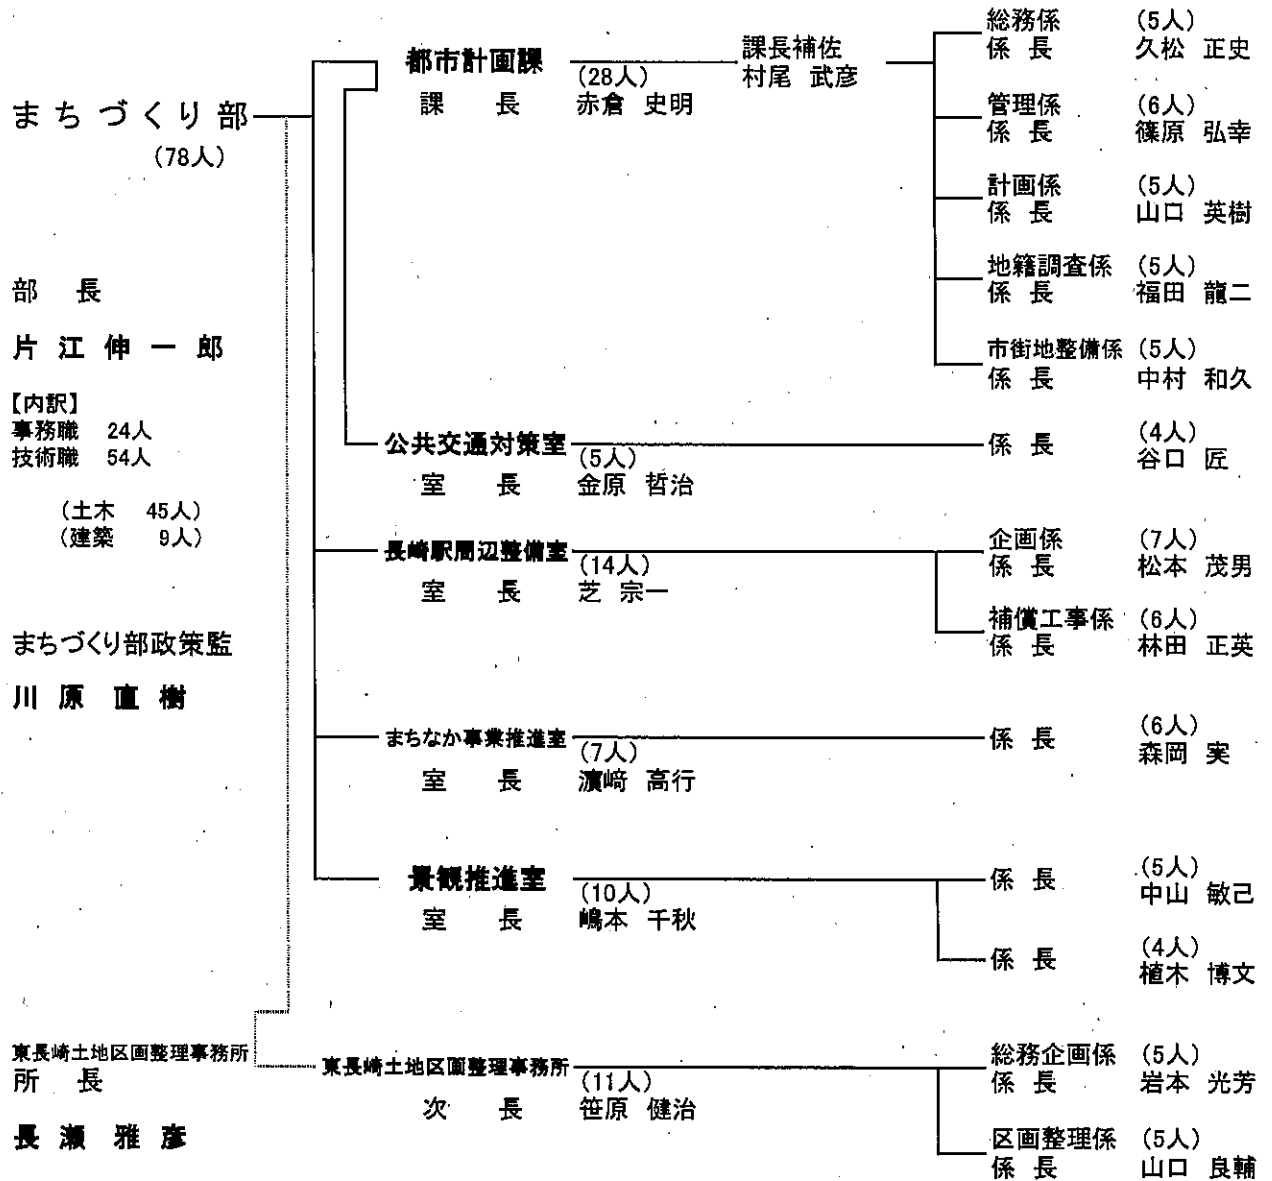 まちづくり部
(78人)
部 長
片 江 伸 一 郎
【内訳】
事務職 24人
技術職 54人
(土木 45人)
(建築 9人)
まちづくり部政策監
川 原 直 樹
東長崎土地区画整理事務所
所 長
長 瀬 雅 彦
都市計画課
(28人)
課 長 赤倉 史明
課長補佐
村尾 武彦
総務係 (5人)
係 長 久松 正史
管理係 (6人)
係 長 篠原 弘幸
計画係 (5人)
係 長 山口 英樹
地籍調査係 (5人)
係 長 福田 龍二
市街地整備係 (5人)
係 長 中村 和久
公共交通対策室
(5人)
室 長 金原 哲治
(4人)
係 長 谷口 匠
長崎駅周辺整備室
(14人)
室 長 芝 宗一
企画係 (7人)
係 長 松本 茂男
補償工事係 (6人)
係 長 林田 正英
まちなか事業推進室
(7人)
室 長 濵﨑 高行
(6人)
係 長 森岡 実
景観推進室
(10人)
室 長 嶋本 千秋
(5人)
係 長 中山 敏己
(4人)
係 長 植木 博文
東長崎土地区画整理事務所
(11人)
次 長 笹原 健治
総務企画係 (5人)
係 長 岩本 光芳
区画整理係 (5人)
係 長 山口 良輔